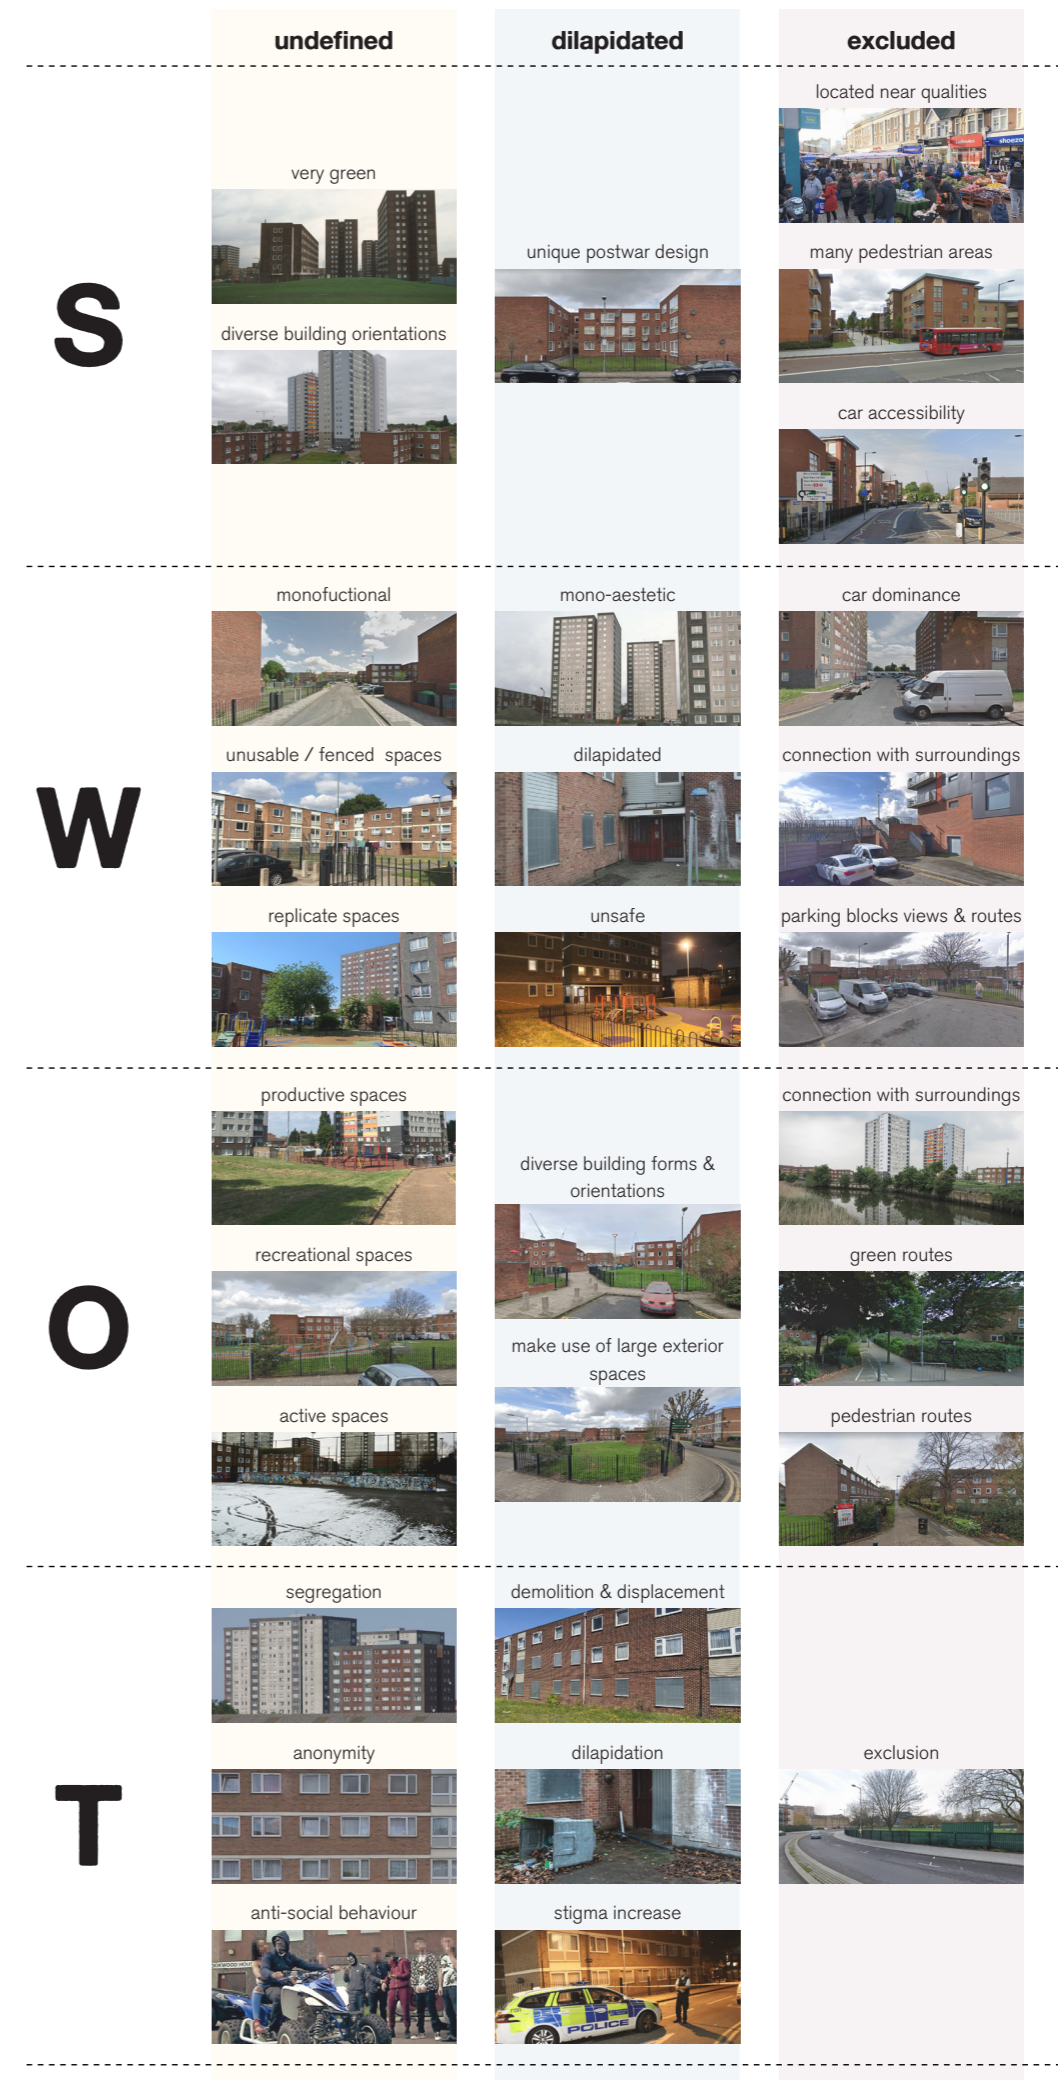 undefined
dilapidated
excluded
S
very green
diverse building orientations
unique postwar design
located near qualities
many pedestrian areas
car accessibility
W
monofuctional
unusable / fenced spaces
replicate spaces
mono-aestetic
dilapidated
unsafe
car dominance
connection with surroundings
parking blocks views & routes
O
productive spaces
recreational spaces
active spaces
diverse building forms &
orientations
make use of large exterior
spaces
connection with surroundings
green routes
pedestrian routes
T
segregation
anonymity
anti-social behaviour
demolition & displacement
dilapidation
stigma increase
POLICE
exclusion